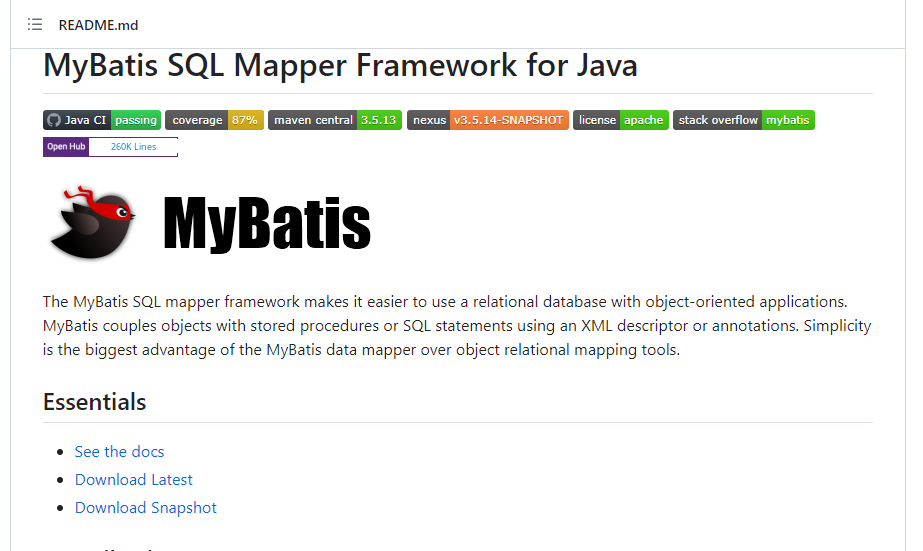 README.md
MyBatis SQL Mapper Framework for Java
Java CI passing coverage 87% maven central 3.5.13 nexus v3.5.14-SNAPSHOT license apache stack overflow mybatis
Open Hub 260K Lines
MyBatis
The MyBatis SQL mapper framework makes it easier to use a relational database with object-oriented applications.
MyBatis couples objects with stored procedures or SQL statements using an XML descriptor or annotations. Simplicity
is the biggest advantage of the MyBatis data mapper over object relational mapping tools.
Essentials
See the docs
Download Latest
Download Snapshot